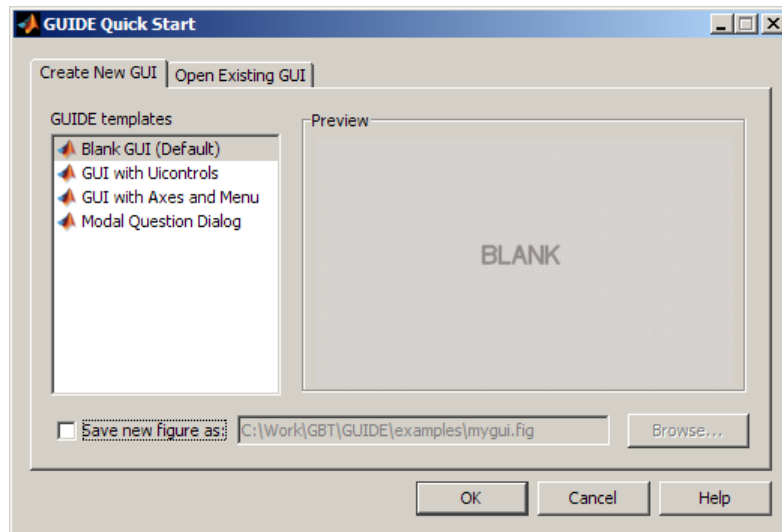 GUIDE Quick Start
Create New GUI Open Existing GUI
GUIDE templates
Blank GUI (Default)
GUI with Uicontrols
GUI with Axes and Menu
Modal Question Dialog
Preview
BLANK
Save new figure as: C:\Work\GBT\GUIDE\examples\mygui.fig Browse...
OK Cancel Help